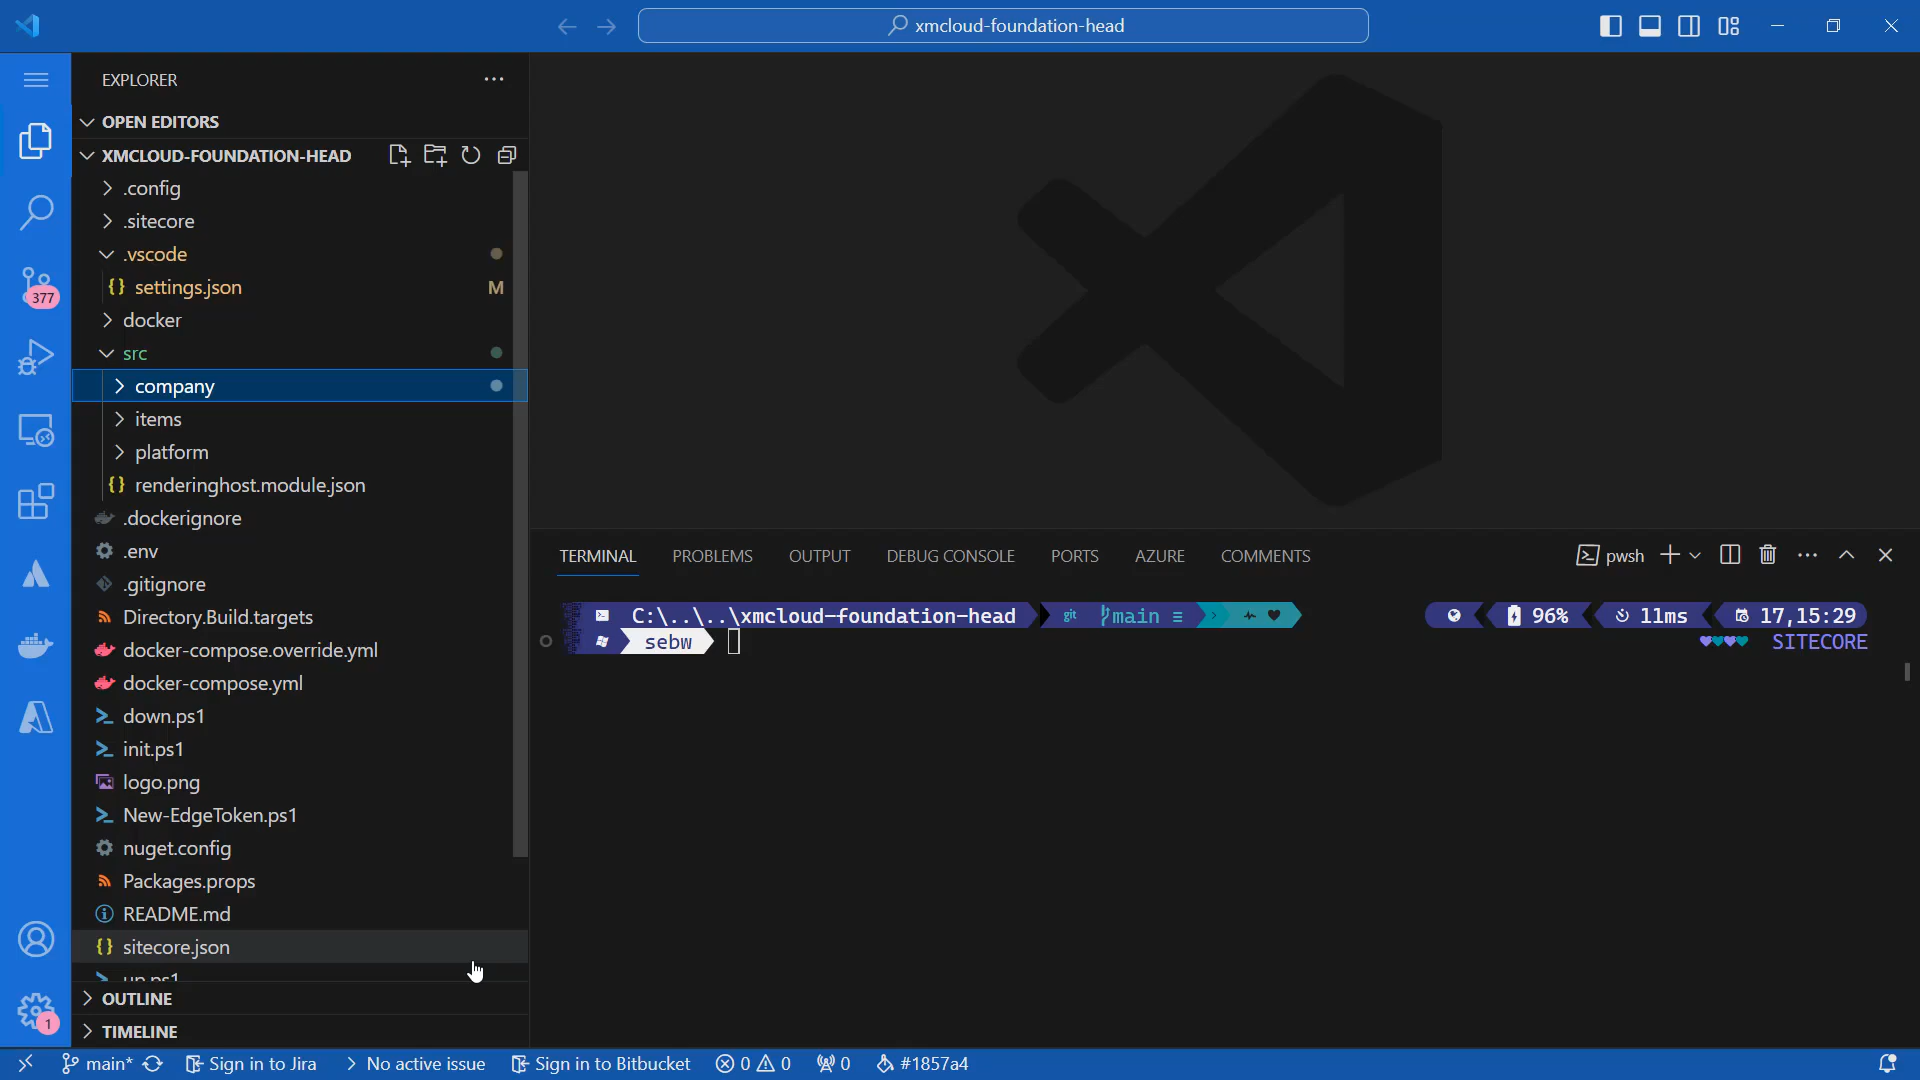 xmcloud-foundation-head
EXPLORER
OPEN EDITORS
XMCLOUD-FOUNDATION-HEAD
.config
.sitecore
.vscode
settings.json M
docker
src
company
items
platform
renderinghost.module.json
.dockerignore
.env
.gitignore
Directory.Build.targets
docker-compose.override.yml
docker-compose.yml
down.ps1
init.ps1
logo.png
New-EdgeToken.ps1
nuget.config
Packages.props
README.md
sitecore.json
up.ps1
OUTLINE
TIMELINE
377
1
TERMINAL PROBLEMS OUTPUT DEBUG CONSOLE PORTS AZURE COMMENTS pwsh
C:\..\..\xmcloud-foundation-head git main ≡ 96% 11ms 17,15:29
sebw SITECORE
main* Sign in to Jira No active issue Sign in to Bitbucket 0 0 0 #1857a4